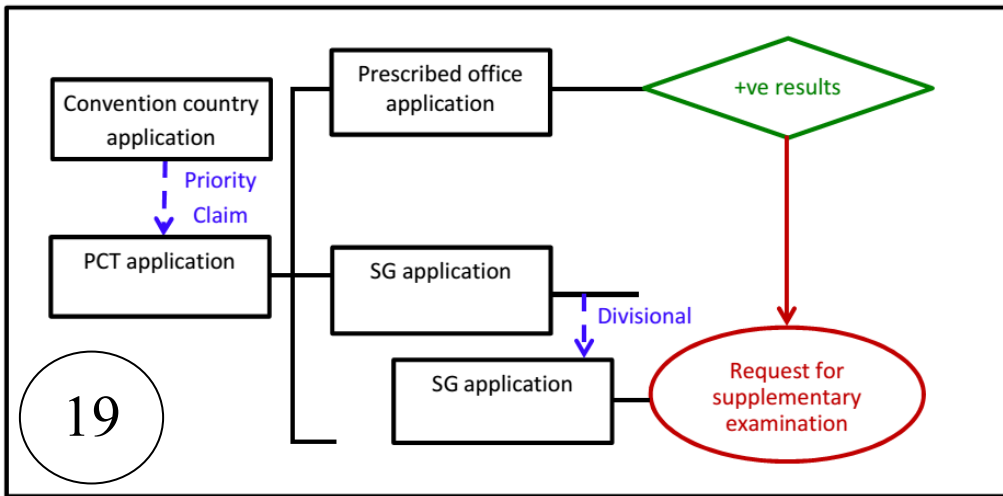 Convention country
application
Priority
Claim
PCT application
Prescribed office
application
+ve results
SG application
Divisional
SG application
Request for
supplementary
examination
19